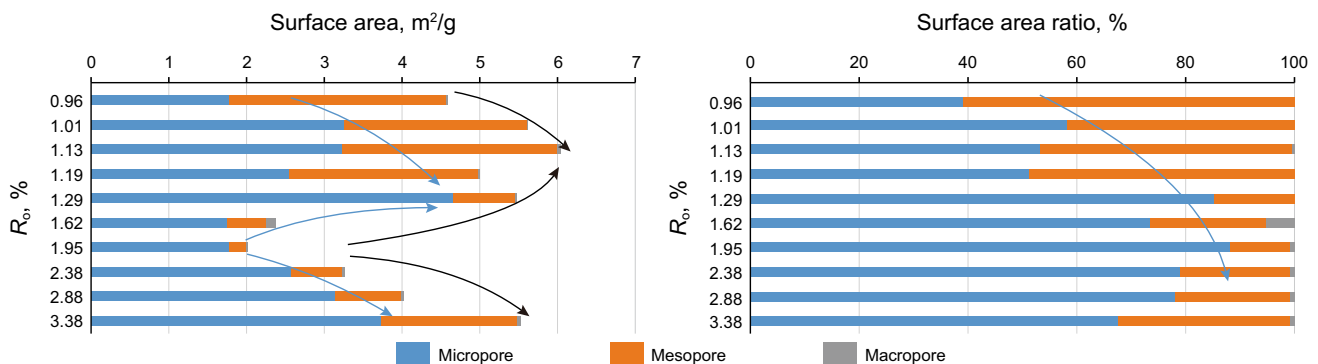 Surface area, m²/g
0 1 2 3 4 5 6 7
Rₒ, %
0.96
1.01
1.13
1.19
1.29
1.62
1.95
2.38
2.88
3.38
Surface area ratio, %
0 20 40 60 80 100
Rₒ, %
0.96
1.01
1.13
1.19
1.29
1.62
1.95
2.38
2.88
3.38
Micropore Mesopore Macropore